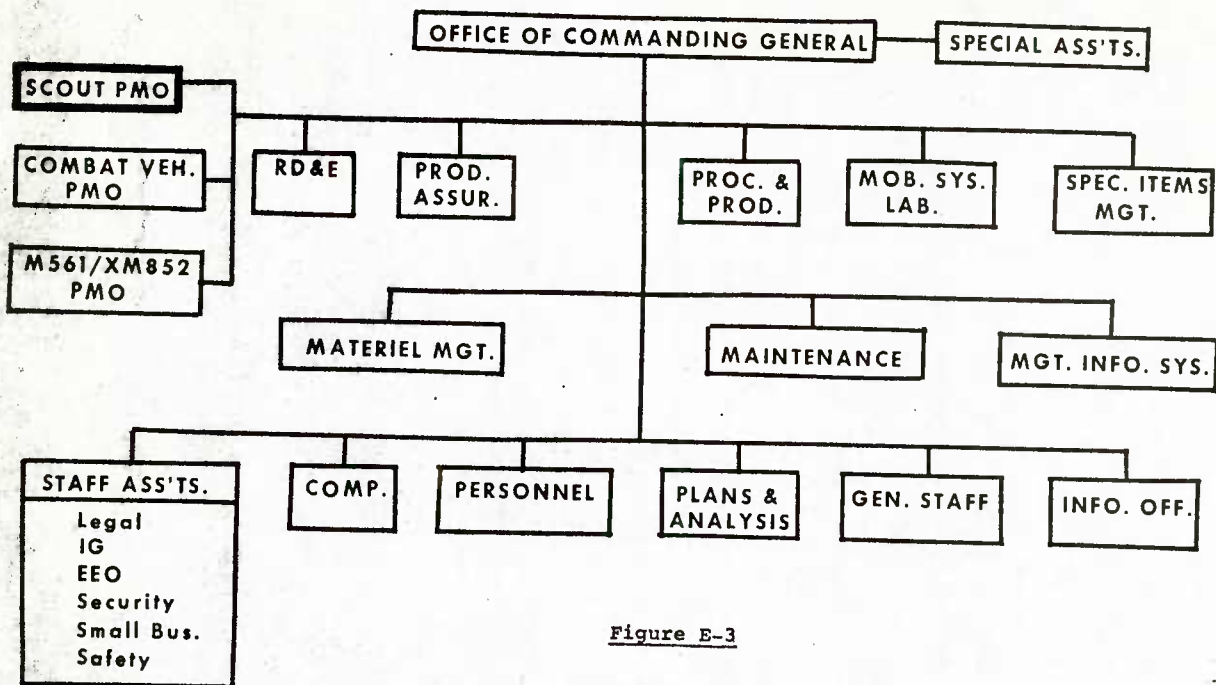 OFFICE OF COMMANDING GENERAL
SPECIAL ASS'TS.
SCOUT PMO
COMBAT VEH.
PMO
M561/XM852
PMO
RD&E
PROD.
ASSUR.
PROC. &
PROD.
MOB. SYS.
LAB.
SPEC. ITEMS
MGT.
MATERIEL MGT.
MAINTENANCE
MGT. INFO. SYS.
STAFF ASS'TS.
Legal
IG
EEO
Security
Small Bus.
Safety
COMP.
PERSONNEL
PLANS &
ANALYSIS
GEN. STAFF
INFO. OFF.
Figure E-3